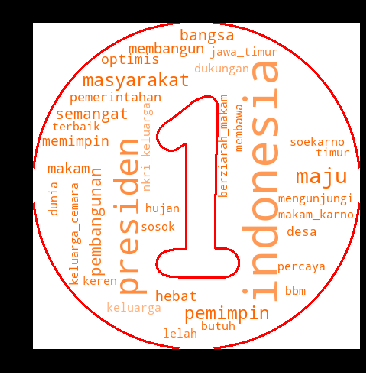 bangsa
membangun
jawa_timur
optimis
dukungan
masyarakat
pemerintahan
semangat
terbaik
memimpin
keluarga
nkri
berziarah_makam
membawa
indonesia
soekarno
timur
makam
maju
presiden
pembangunan
dunia
keluarga_cemara
mengunjungi
makam_karno
hujan
sosok
desa
percaya
keren
bbm
hebat
keluarga
pemimpin
butuh
lelah
1